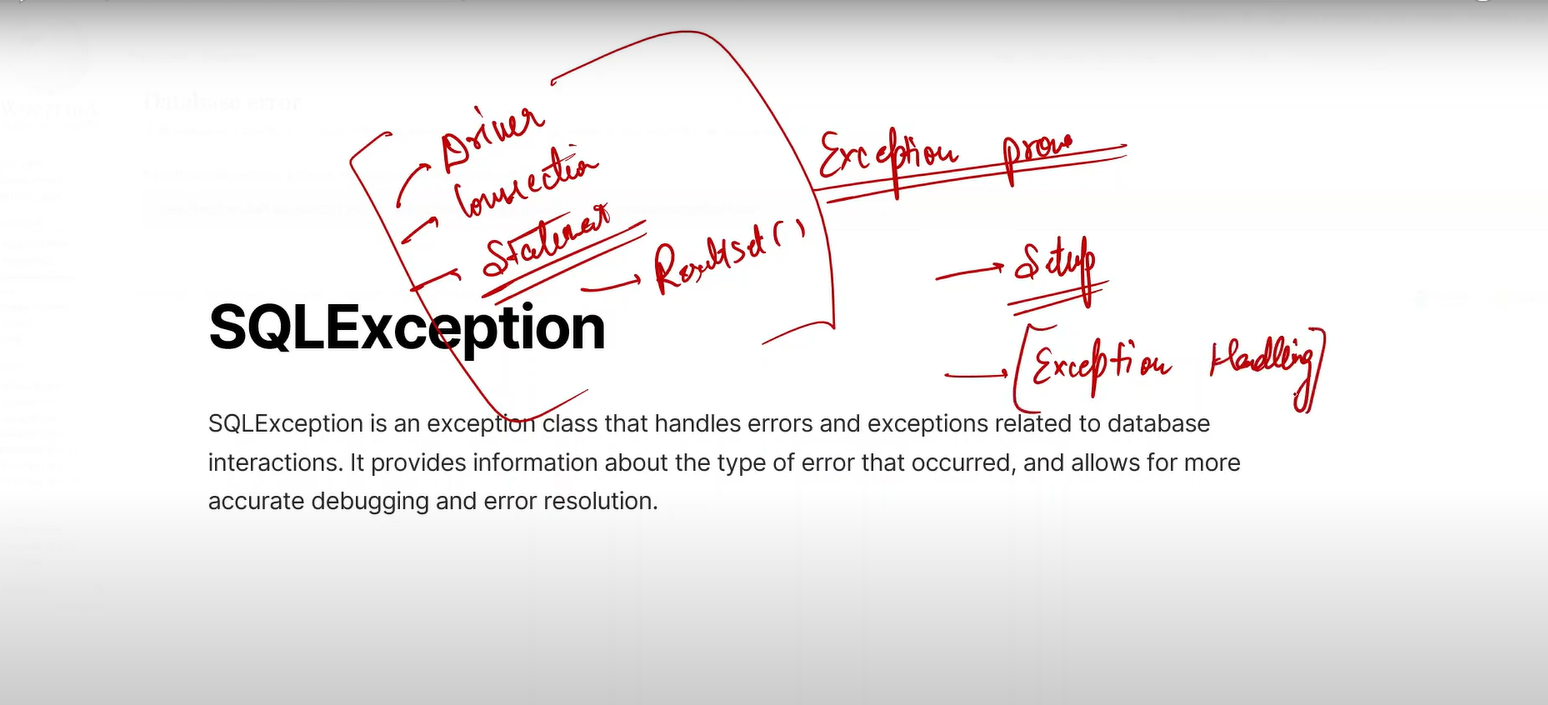 Driver
Connection
Statement
→ Resultset()
Exception prone
→ Setup
→ [Exception Handling]
SQLException
SQLException is an exception class that handles errors and exceptions related to database
interactions. It provides information about the type of error that occurred, and allows for more
accurate debugging and error resolution.